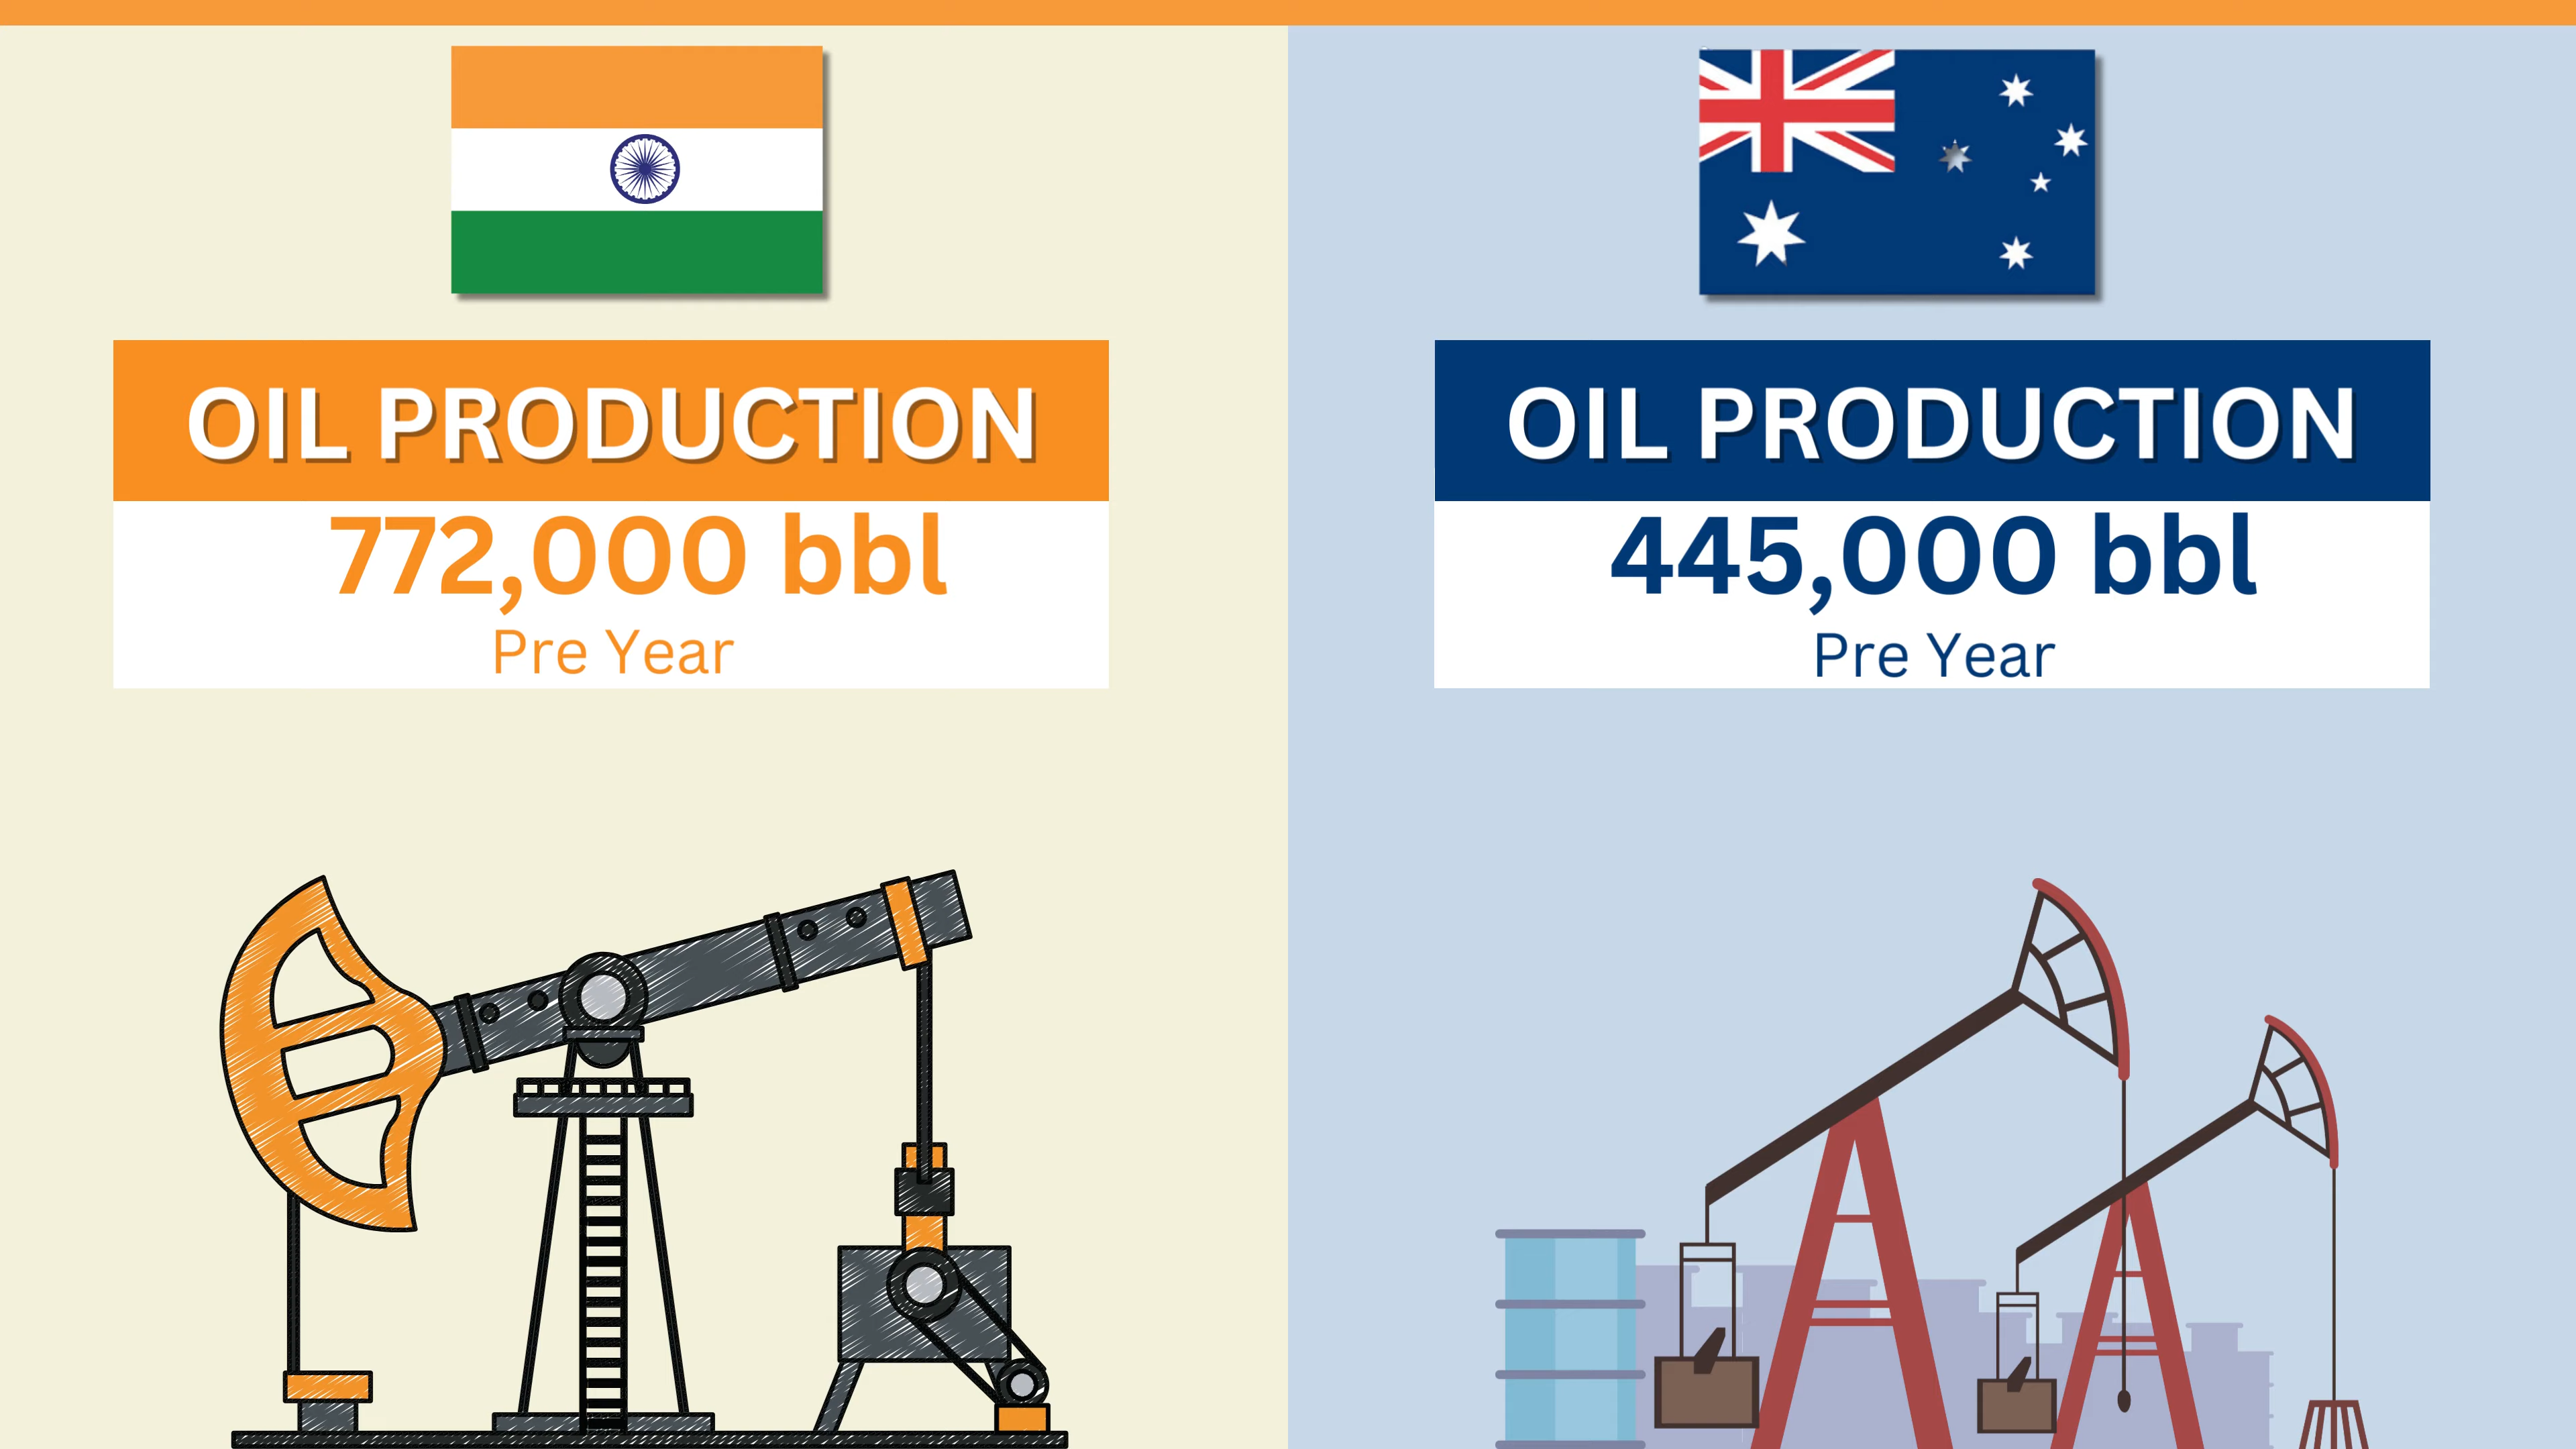 OIL PRODUCTION
772,000 bbl
Pre Year
OIL PRODUCTION
445,000 bbl
Pre Year